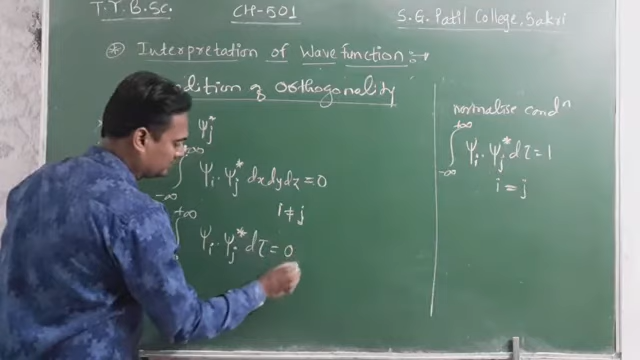 T.Y.B.Sc. CH-501 S.G. Patil College, Sakri
* Interpretation of Wave Function :→
dition of Orthogonality
ψj*
+∞ ∫ -∞ ψi · ψj* dx dy dz = 0
i ≠ j
+∞ ∫ ψi · ψj* dτ = 0
normalise condⁿ
+∞ ∫ -∞ ψi · ψj* dτ = 1
i = j